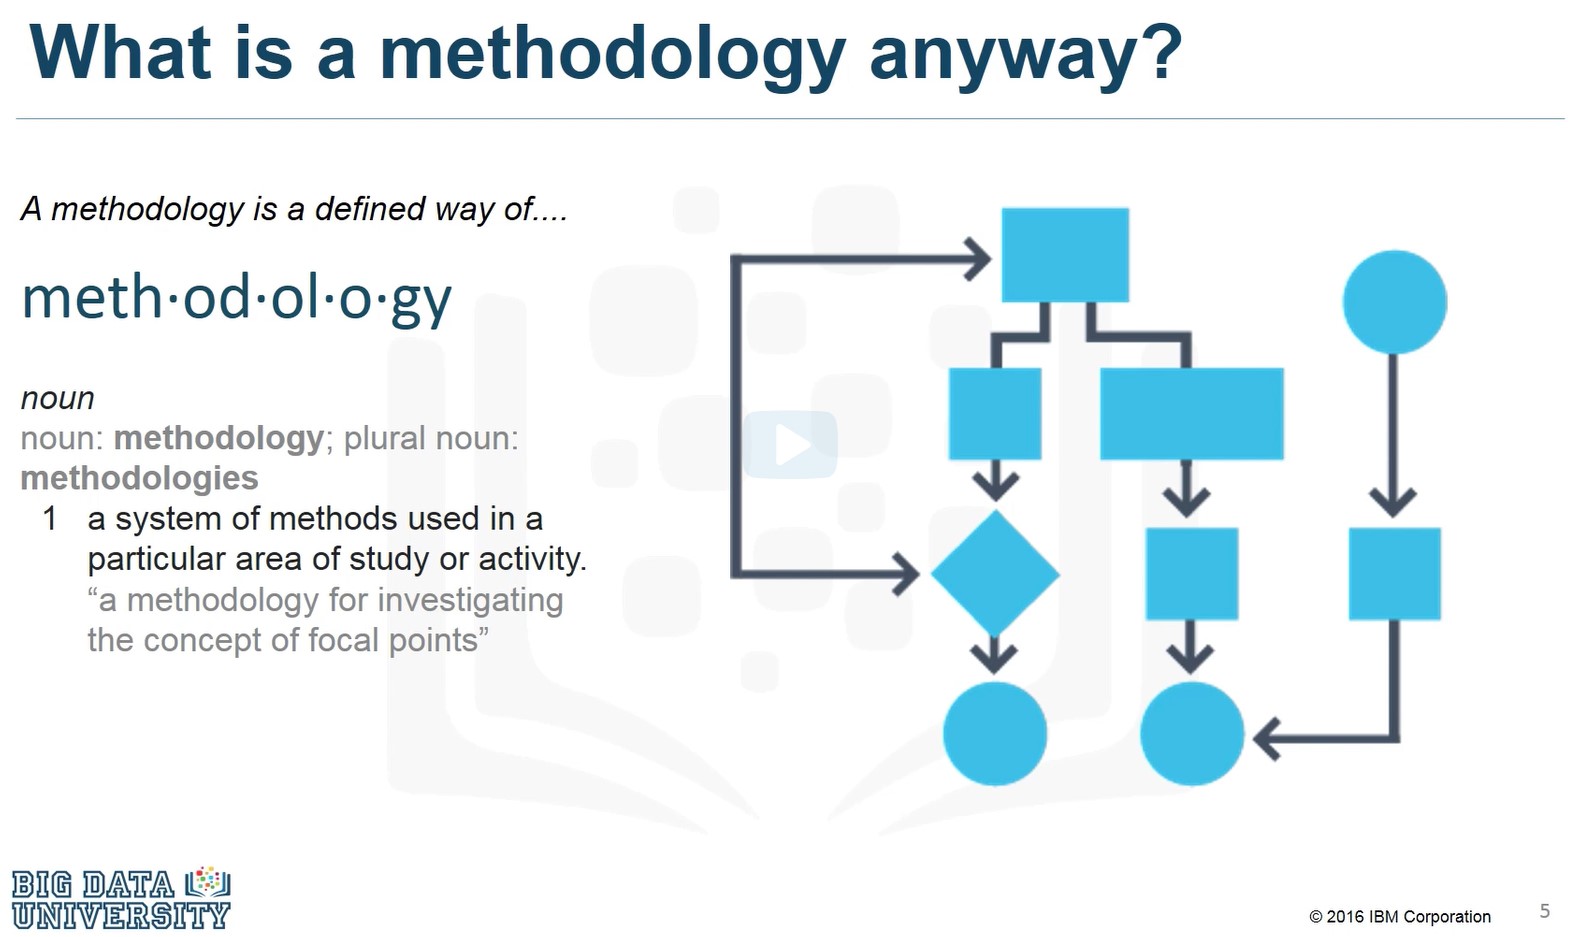 What is a methodology anyway?
A methodology is a defined way of....
meth·od·ol·o·gy
noun
noun: methodology; plural noun:
methodologies
1 a system of methods used in a
particular area of study or activity.
“a methodology for investigating
the concept of focal points”
BIG DATA
UNIVERSITY
© 2016 IBM Corporation
5